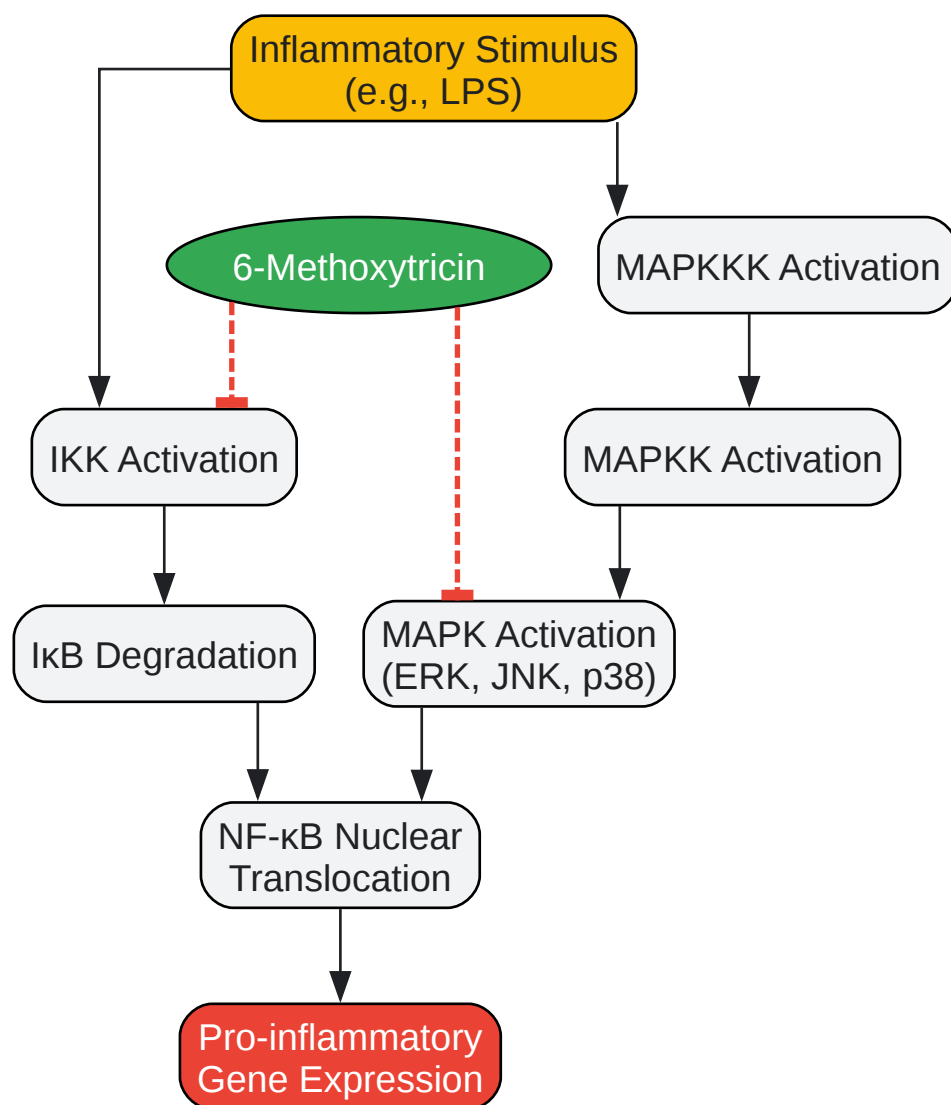 Inflammatory Stimulus
(e.g., LPS)
6-Methoxytricin
MAPKKK Activation
IKK Activation
MAPKK Activation
IκB Degradation
MAPK Activation
(ERK, JNK, p38)
NF-κB Nuclear
Translocation
Pro-inflammatory
Gene Expression